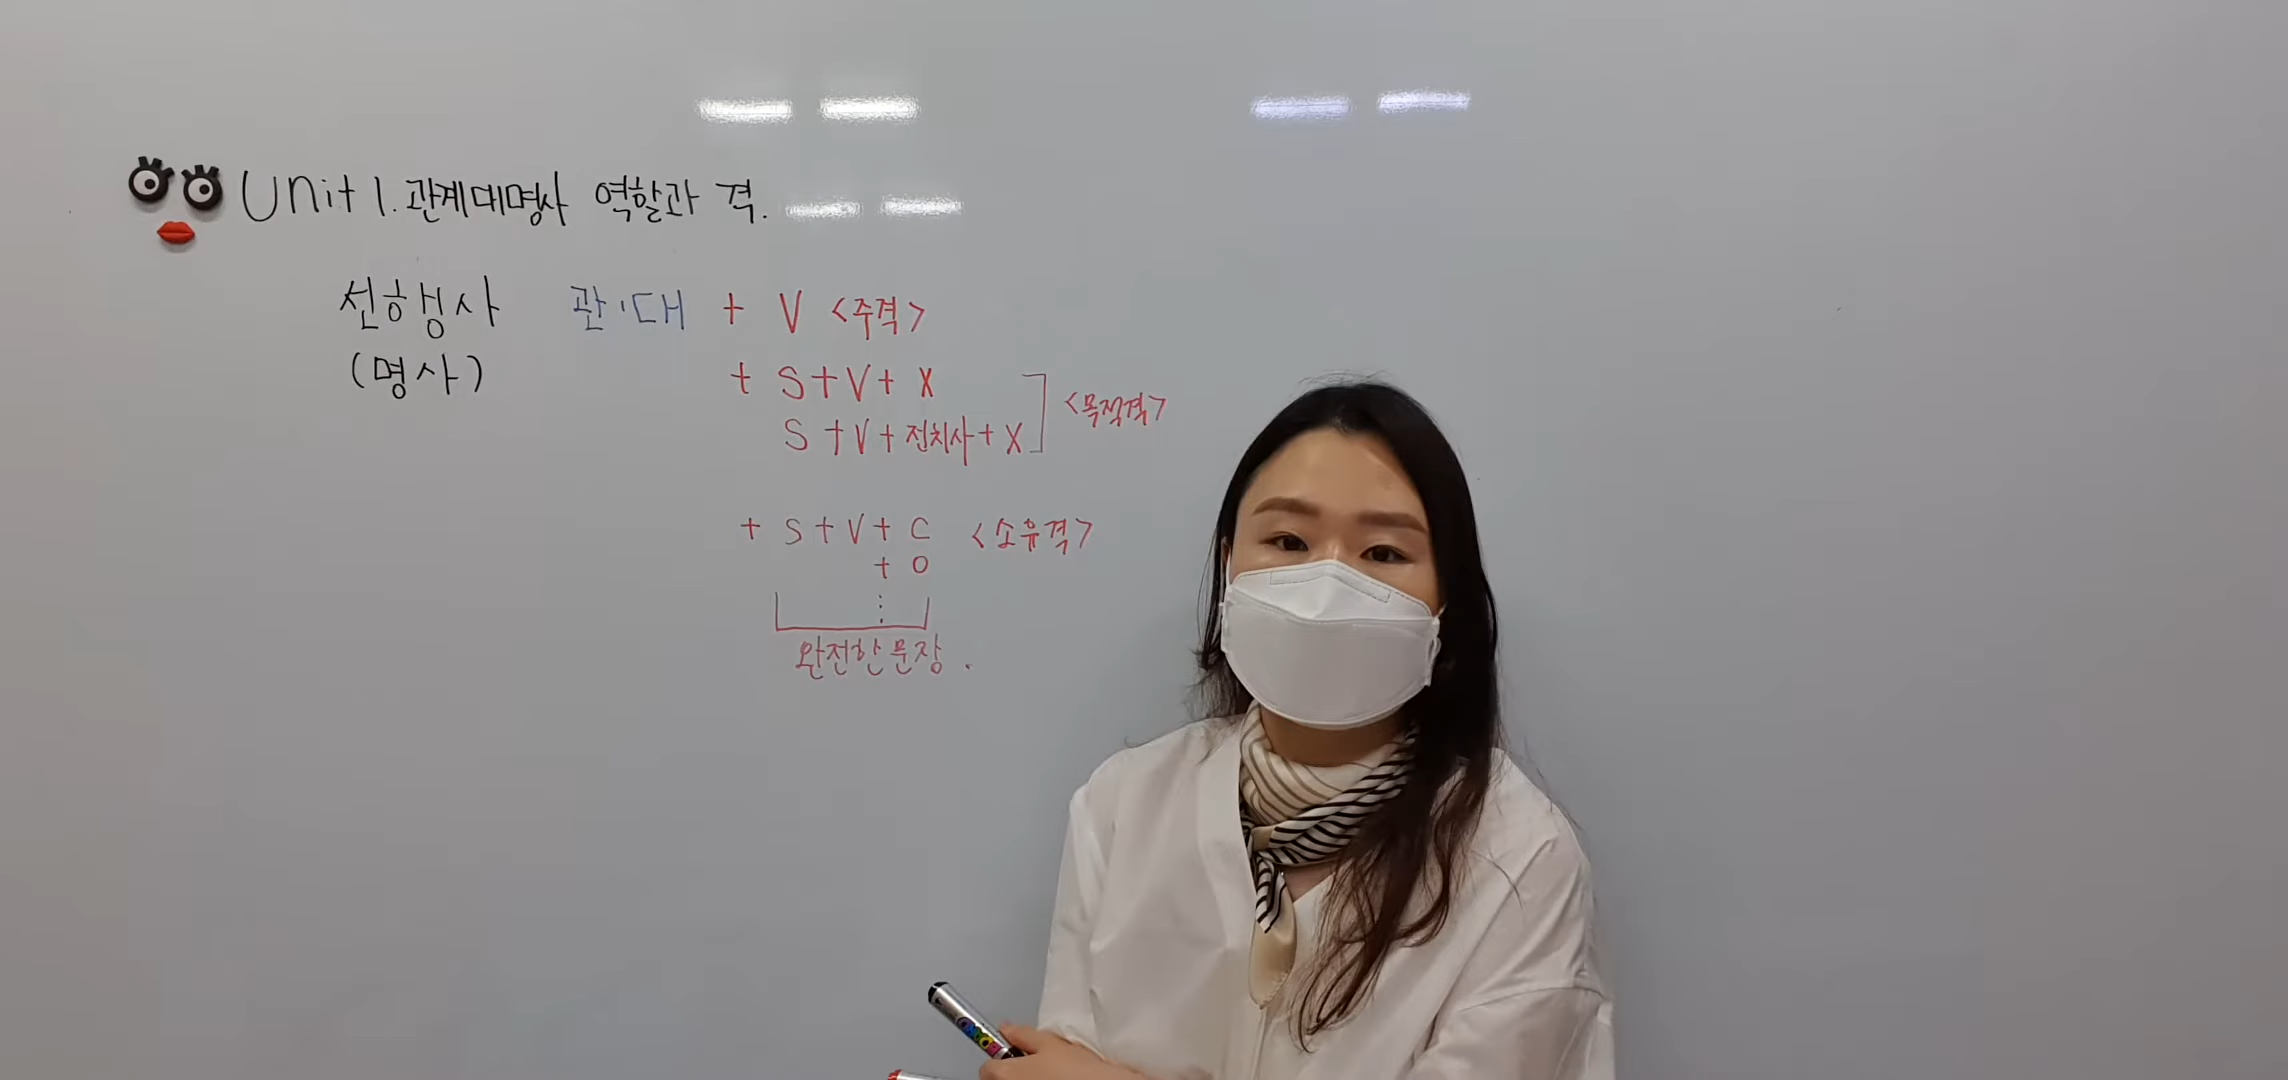 Unit 1. 관계대명사 역할과 격.
선행사 관·대 + V <주격>
(명사) + S+V+ X
S+V+전치사+X <목적격>
+ S+V+ C <소유격>
+ O
⋮
완전한 문장.